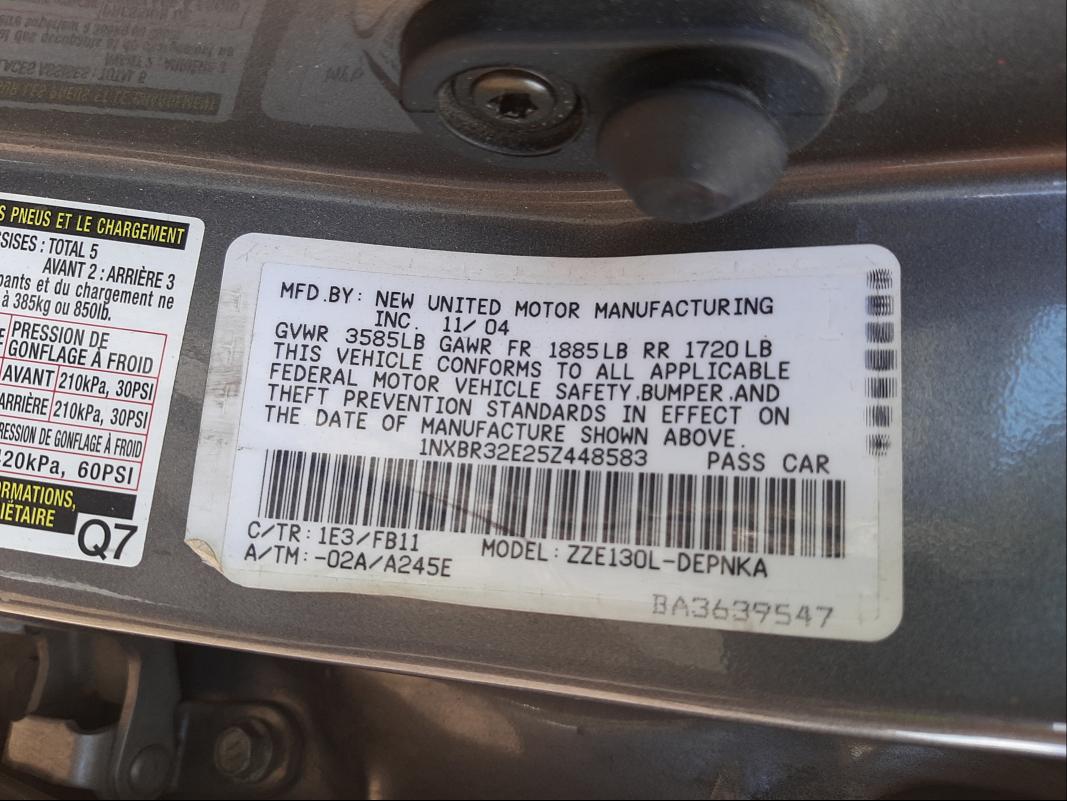 S PNEUS ET LE CHARGEMENT
SISES : TOTAL 5
AVANT 2 : ARRIÈRE 3
pants et du chargement ne
à 385kg ou 850lb.
PRESSION DE
GONFLAGE À FROID
AVANT 210kPa, 30PSI
ARRIÈRE 210kPa, 30PSI
RESSION DE GONFLAGE À FROID
420kPa, 60PSI
ORMATIONS,
IÉTAIRE
Q7
MFD.BY: NEW UNITED MOTOR MANUFACTURING
INC. 11/04
GVWR 3585LB GAWR FR 1885LB RR 1720LB
THIS VEHICLE CONFORMS TO ALL APPLICABLE
FEDERAL MOTOR VEHICLE SAFETY,BUMPER,AND
THEFT PREVENTION STANDARDS IN EFFECT ON
THE DATE OF MANUFACTURE SHOWN ABOVE.
1NXBR32E25Z448583 PASS CAR
C/TR: 1E3/FB11
A/TM: -02A/A245E
MODEL: ZZE130L-DEPNKA
BA3639547